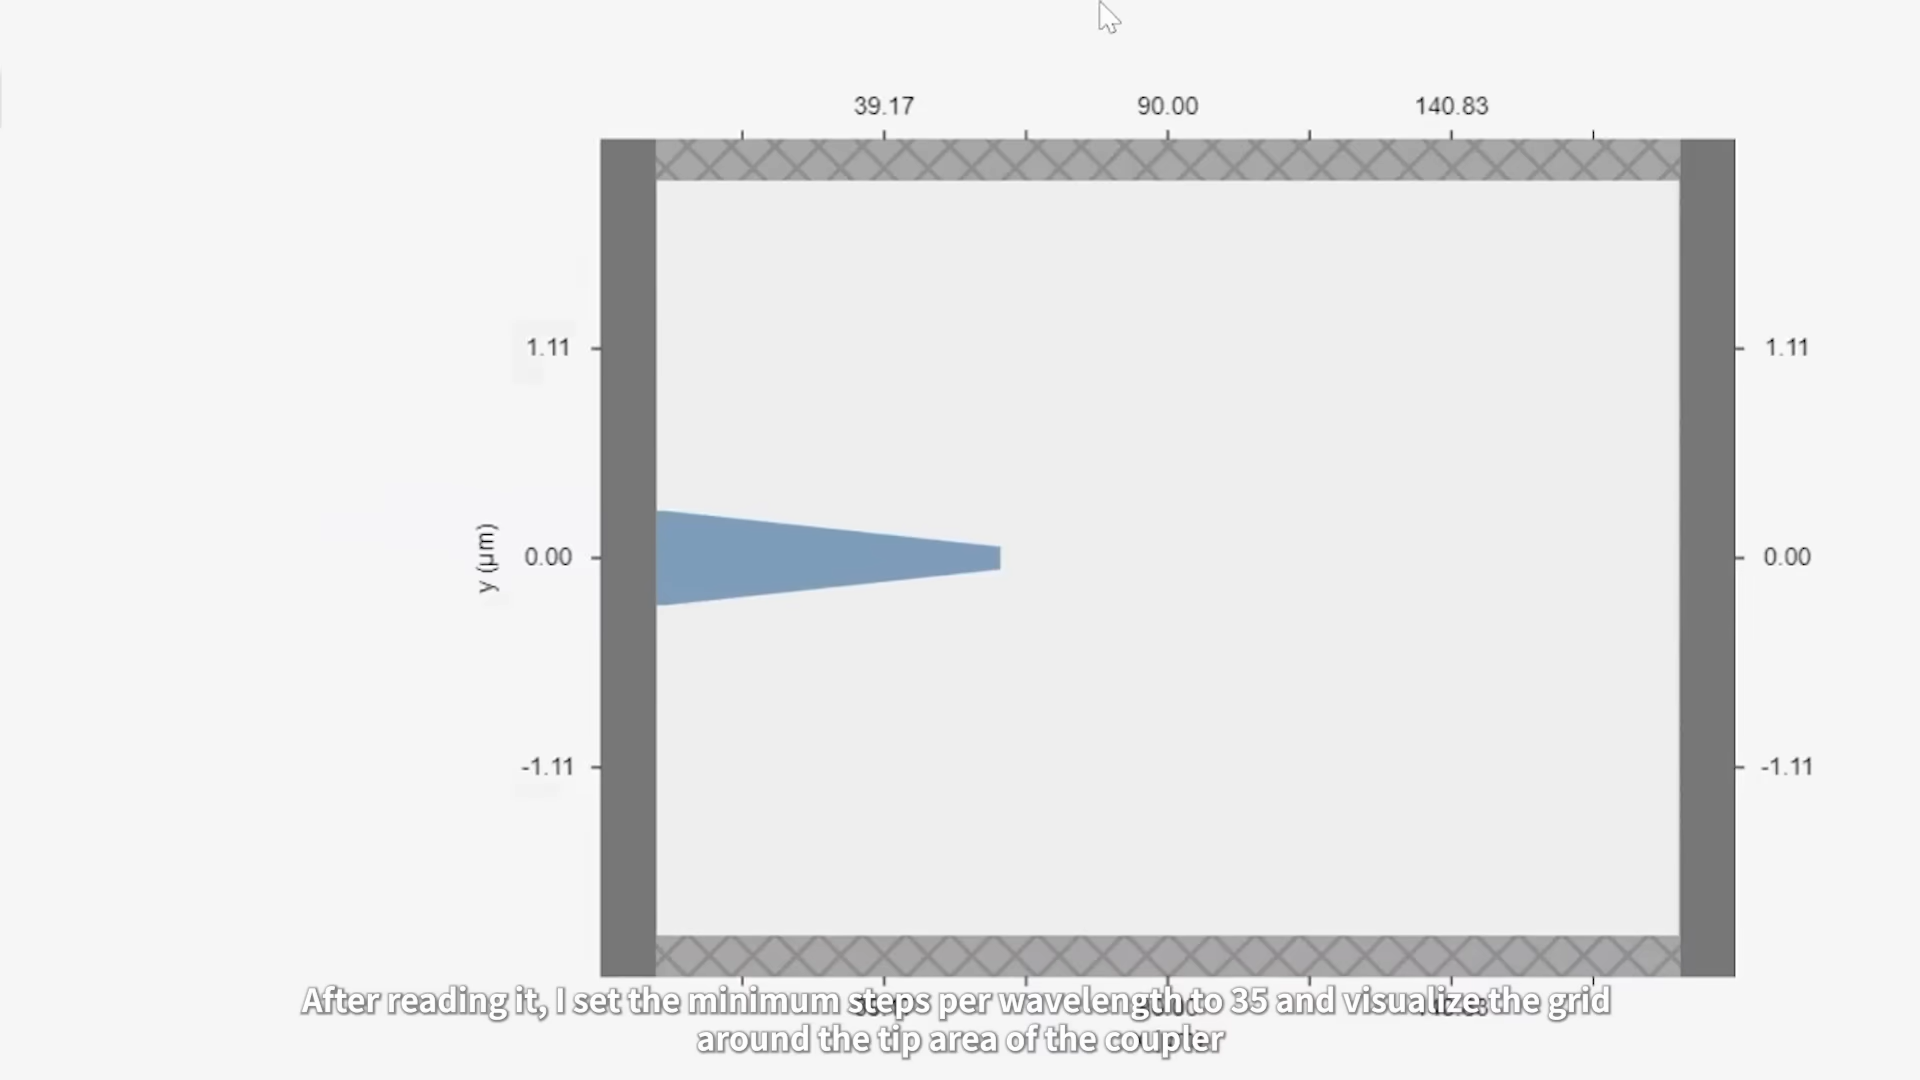 39.17 90.00 140.83
1.11 1.11
y (μm) 0.00 0.00
-1.11 -1.11
After reading it, I set the minimum steps per wavelength to 35 and visualize the grid
around the tip area of the coupler